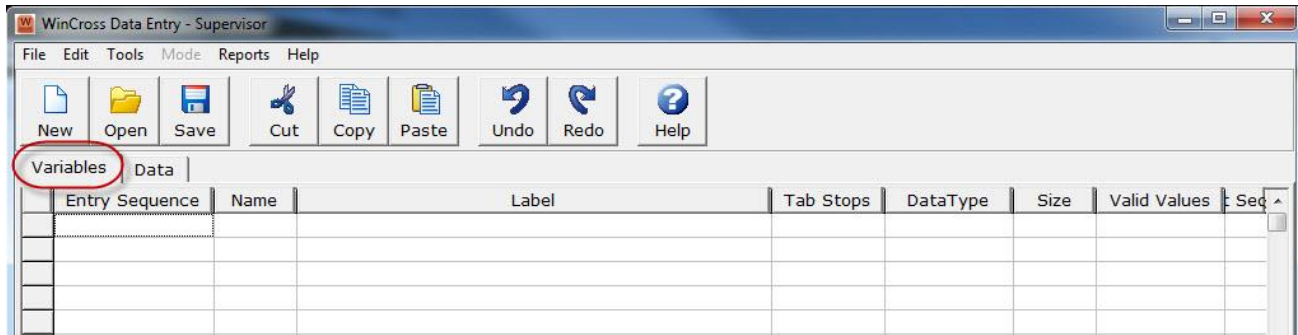 WinCross Data Entry - Supervisor
File Edit Tools Mode Reports Help
New Open Save Cut Copy Paste Undo Redo Help
Variables Data
Entry Sequence Name Label Tab Stops DataType Size Valid Values Seq